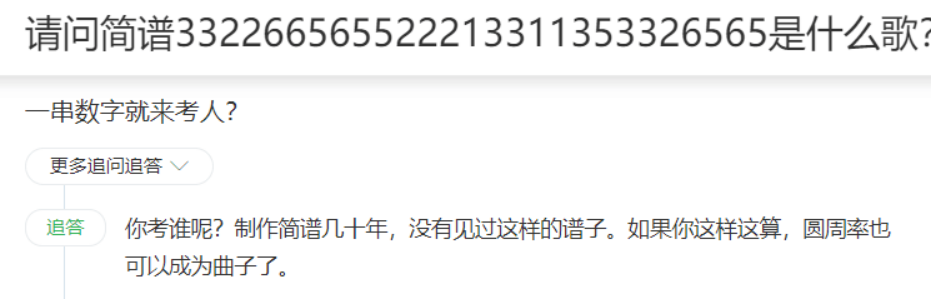 请问简谱332266565522213311353326565是什么歌?
一串数字就来考人?
更多追问追答
追答
你考谁呢？制作简谱几十年，没有见过这样的谱子。如果你这样这算，圆周率也
可以成为曲子了。